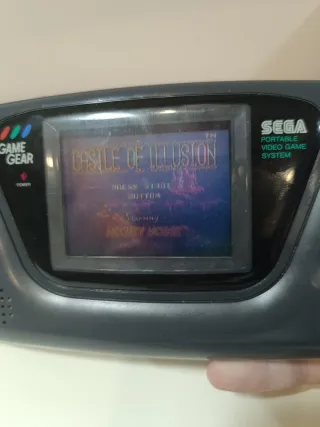 GAME
GEAR
POWER
SEGA
PORTABLE
VIDEO GAME
SYSTEM
TM
CASTLE OF ILLUSION
PRESS START
BUTTON
Starring
MICKEY MOUSE